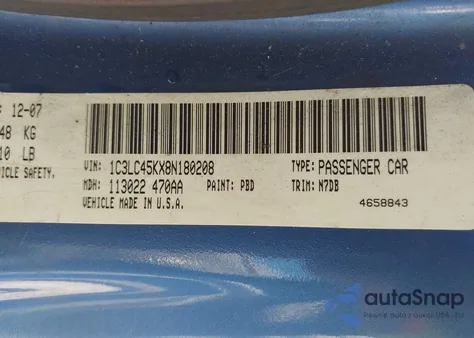 : 12-07
48 KG
10 LB
HICLE SAFETY.
VIN: 1C3LC45KX8N180208 TYPE: PASSENGER CAR
MDH: 113022 470AA PAINT: PBD TRIM: N7DB
VEHICLE MADE IN U.S.A. 4658843
autoSnap